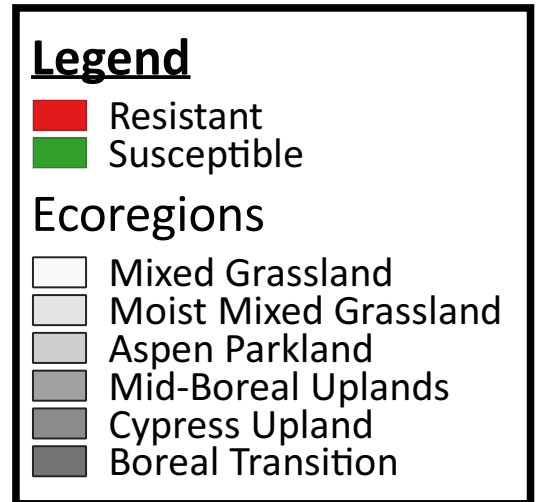 Legend
Resistant
Susceptible
Ecoregions
Mixed Grassland
Moist Mixed Grassland
Aspen Parkland
Mid-Boreal Uplands
Cypress Upland
Boreal Transition